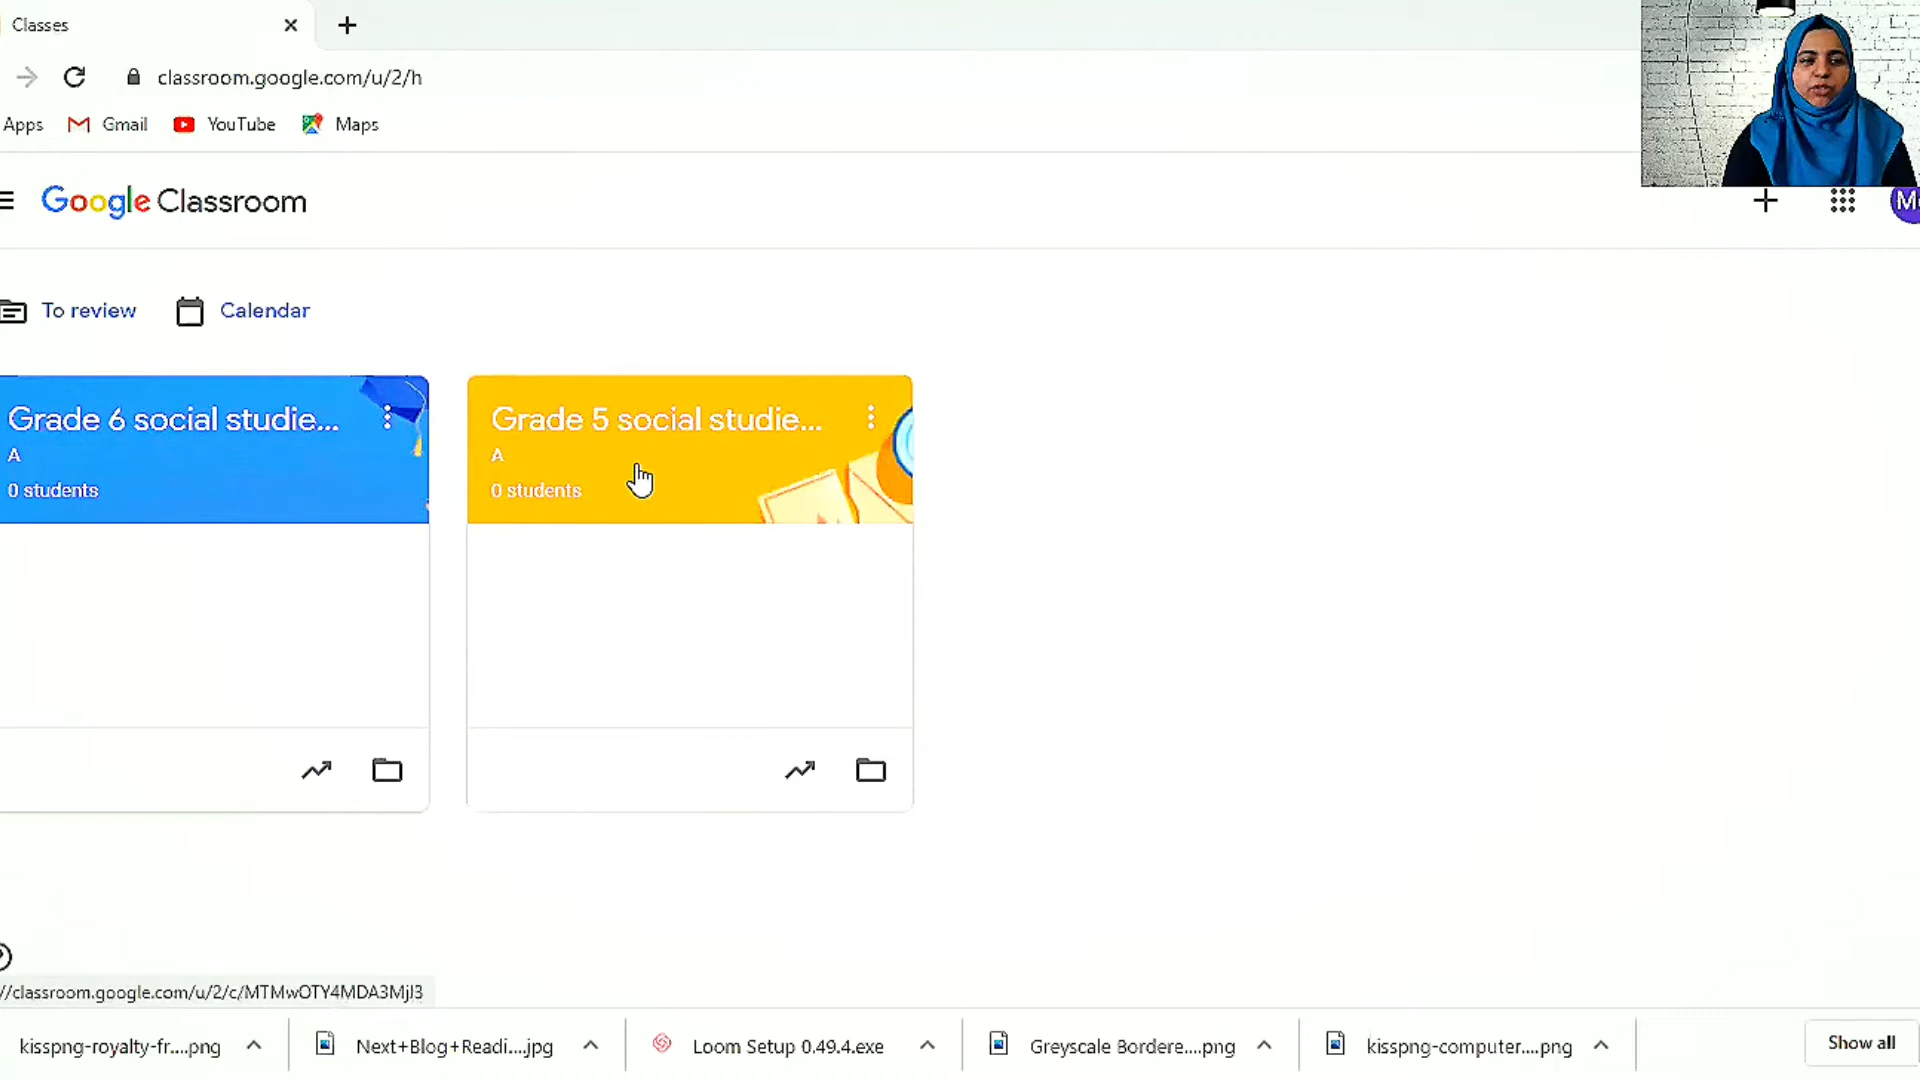 Classes
classroom.google.com/u/2/h
Apps Gmail YouTube Maps
Google Classroom
To review Calendar
Grade 6 social studie...
A
0 students
Grade 5 social studie...
A
0 students
//classroom.google.com/u/2/c/MTMwOTY4MDA3MjI3
kisspng-royalty-fr....png Next+Blog+Readi....jpg Loom Setup 0.49.4.exe Greyscale Bordere....png kisspng-computer....png Show all